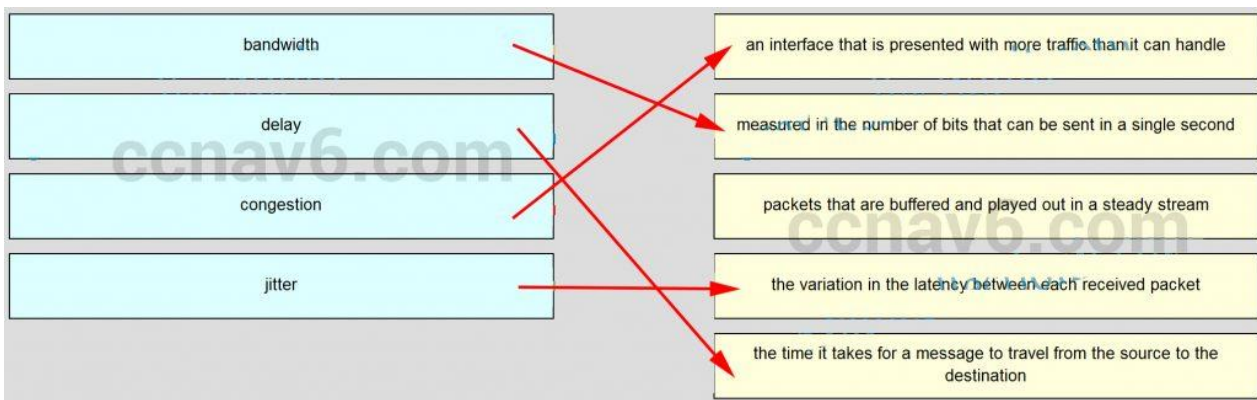 bandwidth
an interface that is presented with more traffic than it can handle
delay
measured in the number of bits that can be sent in a single second
ccnav6.com
congestion
packets that are buffered and played out in a steady stream
ccnav6.com
jitter
the variation in the latency between each received packet
the time it takes for a message to travel from the source to the
destination